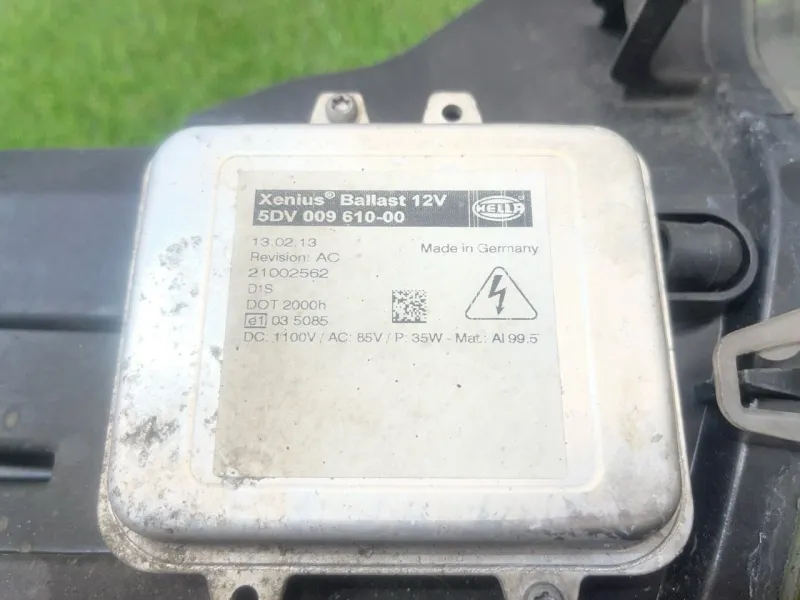 Xenius® Ballast 12V
5DV 009 610-00
HELLA
13.02.13
Made in Germany
Revision: AC
21002562
D1S
DOT 2000h
e1 03 5085
DC: 1100V / AC: 85V / P: 35W - Mat.: Al 99.5